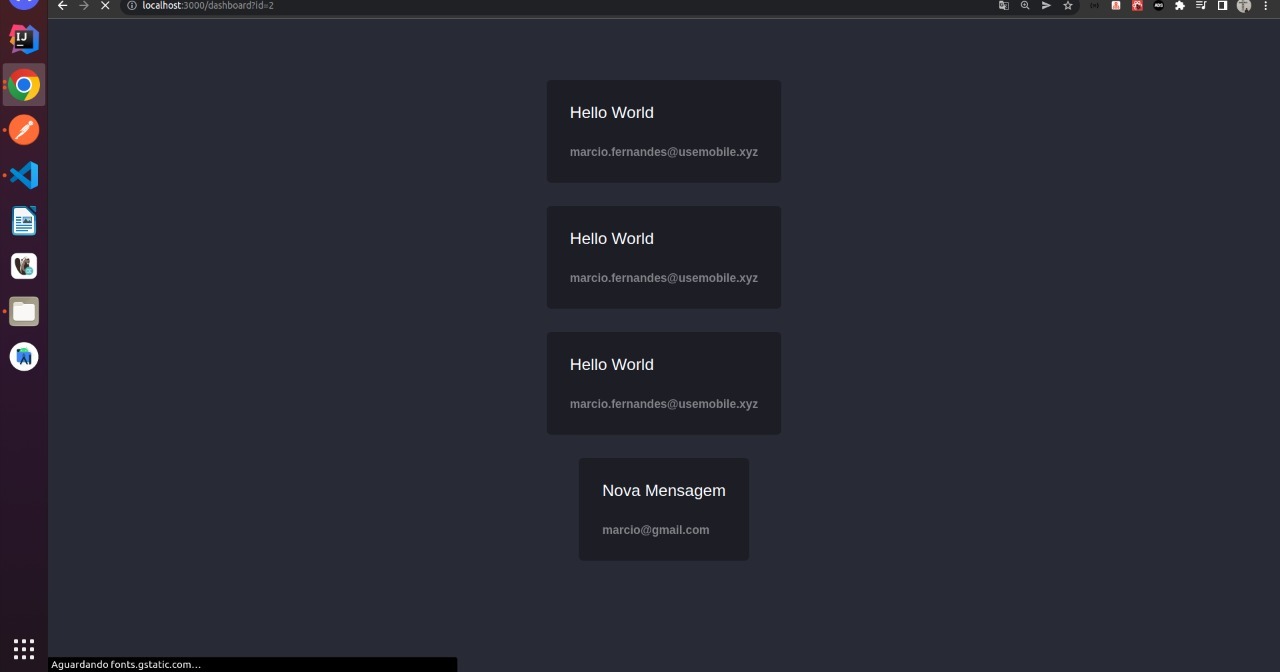 localhost:3000/dashboard?id=2
Hello World
marcio.fernandes@usemobile.xyz
Hello World
marcio.fernandes@usemobile.xyz
Hello World
marcio.fernandes@usemobile.xyz
Nova Mensagem
marcio@gmail.com
Aguardando fonts.gstatic.com...